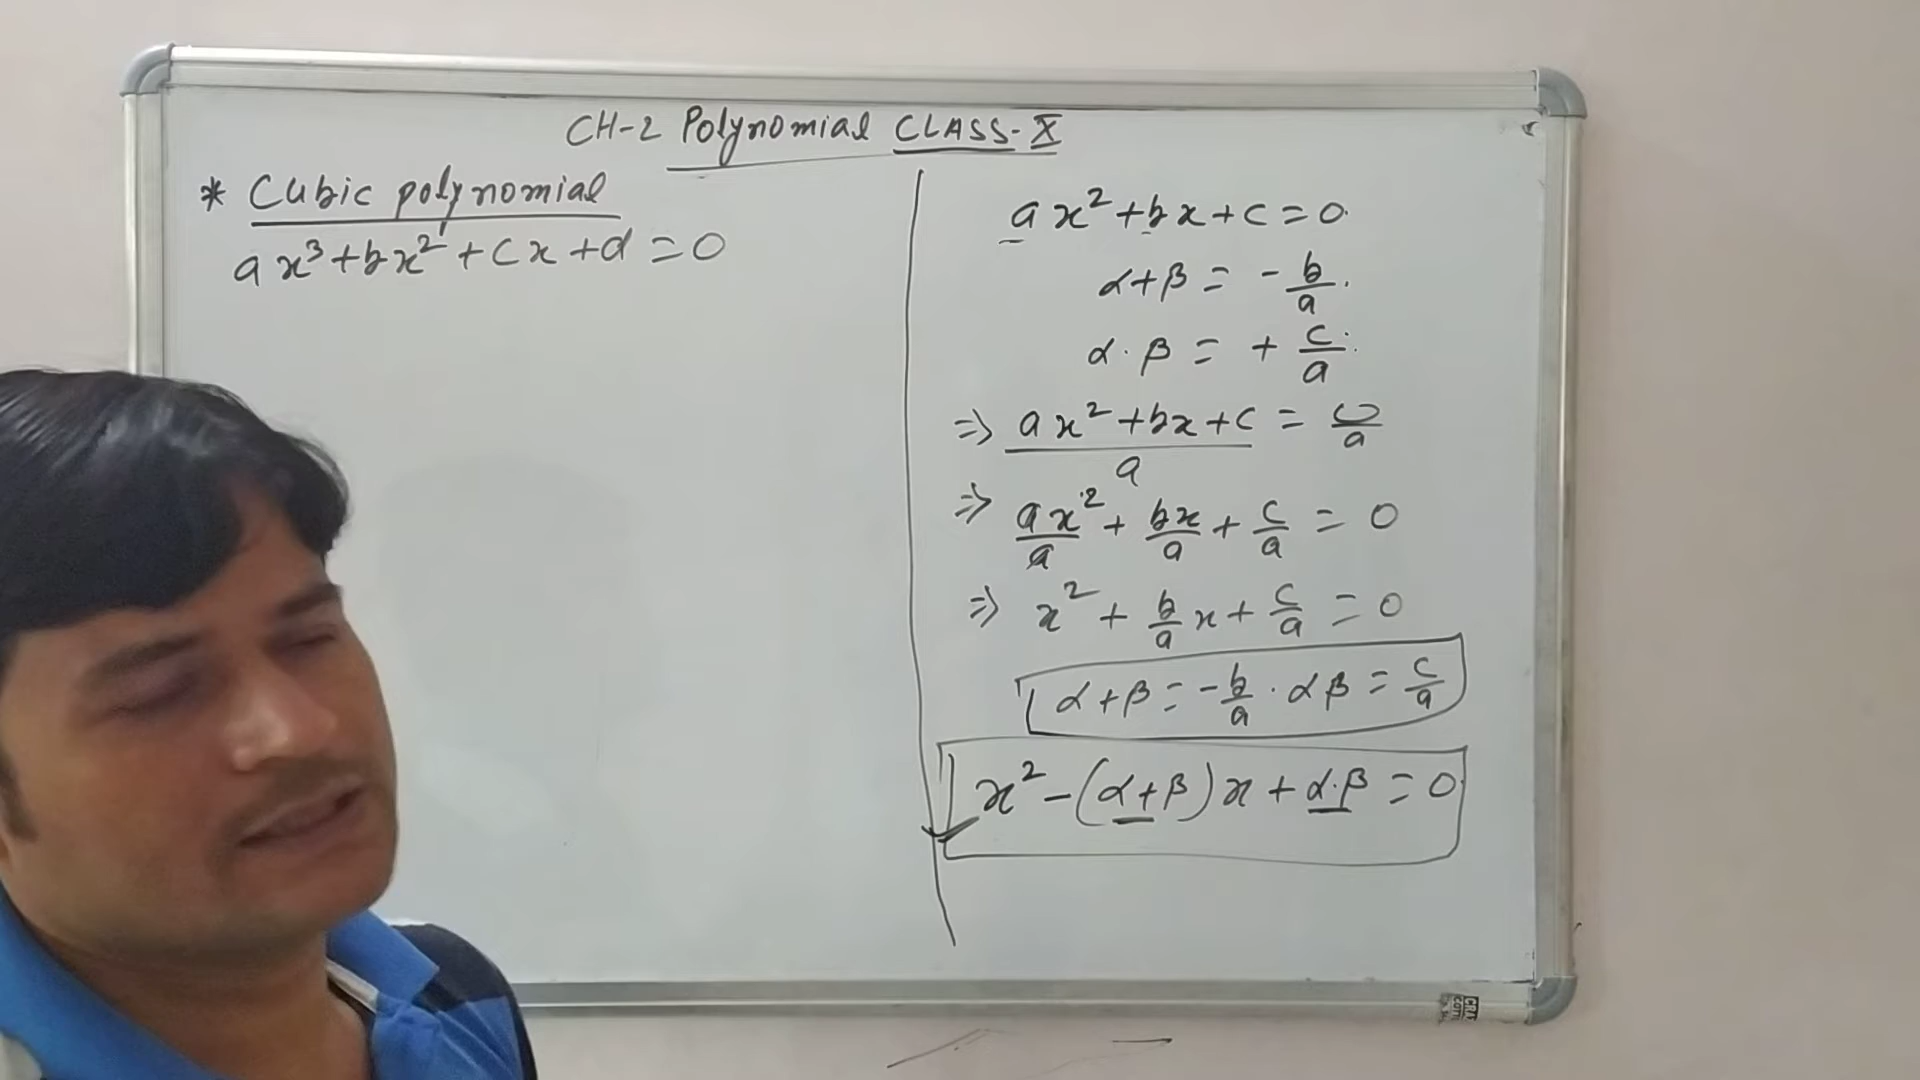 CH-2 Polynomial CLASS-X
* Cubic polynomial
ax³+bx²+cx+d=0
ax²+bx+c=0.
α+β = -b/a.
α.β = +c/a.
⇒ (ax²+bx+c)/a = 0/a
⇒ ax²/a + bx/a + c/a = 0
⇒ x² + b/a x + c/a = 0
α+β = -b/a . αβ = c/a
x²-(α+β)x+α.β=0